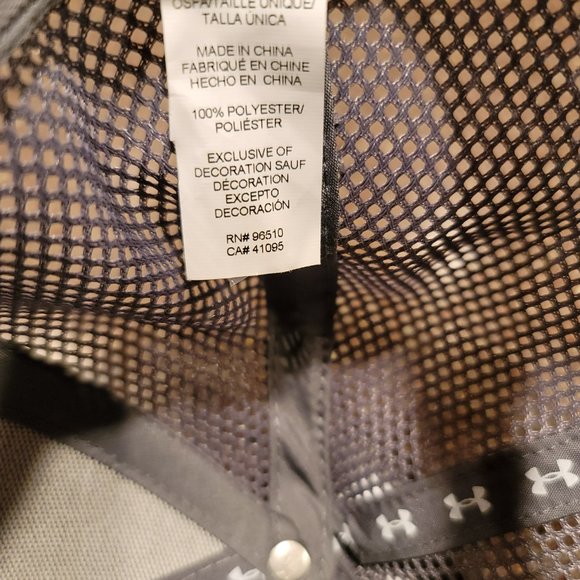 OSFA/TAILLE UNIQUE/
TALLA ÚNICA
MADE IN CHINA
FABRIQUÉ EN CHINE
HECHO EN CHINA
100% POLYESTER/
POLIÉSTER
EXCLUSIVE OF
DECORATION SAUF
DÉCORATION
EXCEPTO
DECORACIÓN
RN# 96510
CA# 41095